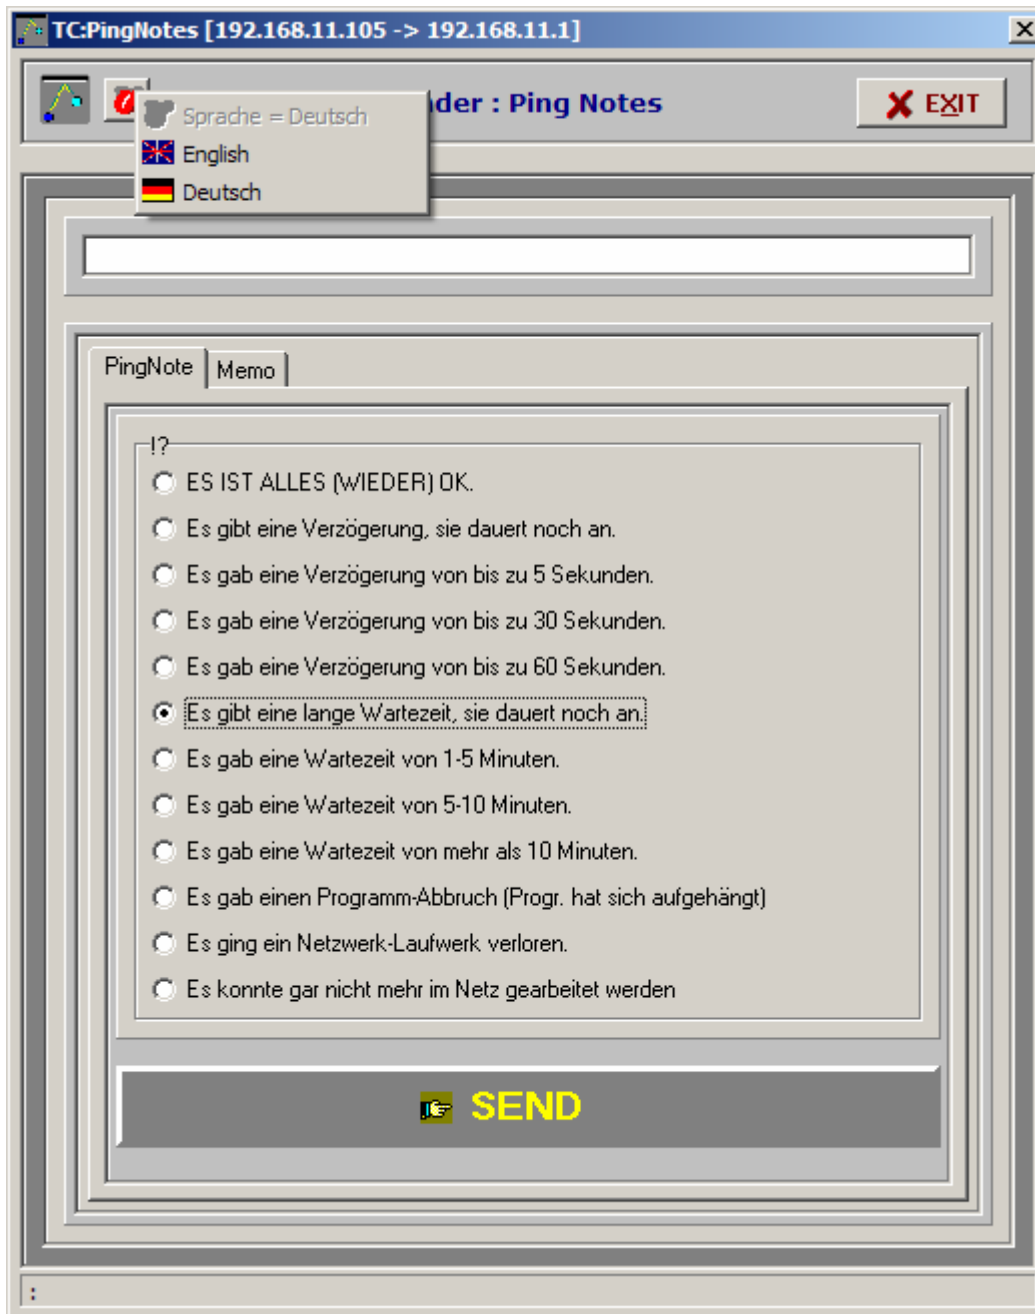 TC:PingNotes [192.168.11.105 -> 192.168.11.1]
nder : Ping Notes
EXIT
Sprache = Deutsch
English
Deutsch
PingNote
Memo
!?
ES IST ALLES (WIEDER) OK.
Es gibt eine Verzögerung, sie dauert noch an.
Es gab eine Verzögerung von bis zu 5 Sekunden.
Es gab eine Verzögerung von bis zu 30 Sekunden.
Es gab eine Verzögerung von bis zu 60 Sekunden.
Es gibt eine lange Wartezeit, sie dauert noch an.
Es gab eine Wartezeit von 1-5 Minuten.
Es gab eine Wartezeit von 5-10 Minuten.
Es gab eine Wartezeit von mehr als 10 Minuten.
Es gab einen Programm-Abbruch (Progr. hat sich aufgehängt)
Es ging ein Netzwerk-Laufwerk verloren.
Es konnte gar nicht mehr im Netz gearbeitet werden
SEND
: